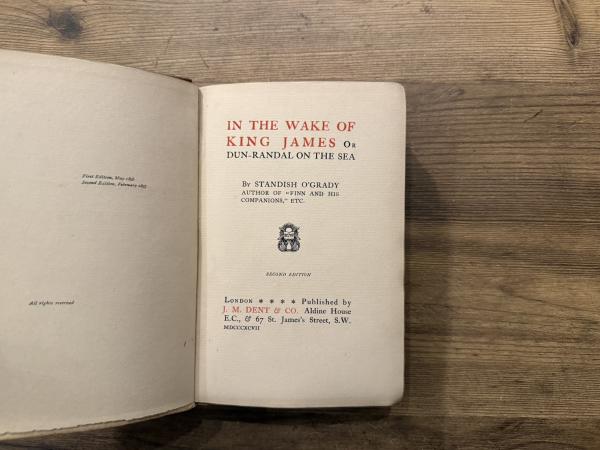 First Edition, May 1896
Second Edition, February 1897
All rights reserved
IN THE WAKE OF
KING JAMES OR
DUN-RANDAL ON THE SEA
BY STANDISH O'GRADY
AUTHOR OF "FINN AND HIS
COMPANIONS," ETC.
SECOND EDITION
LONDON * * * * Published by
J. M. DENT & CO. Aldine House
E.C., & 67 St. James's Street, S.W.
MDCCCXCVII